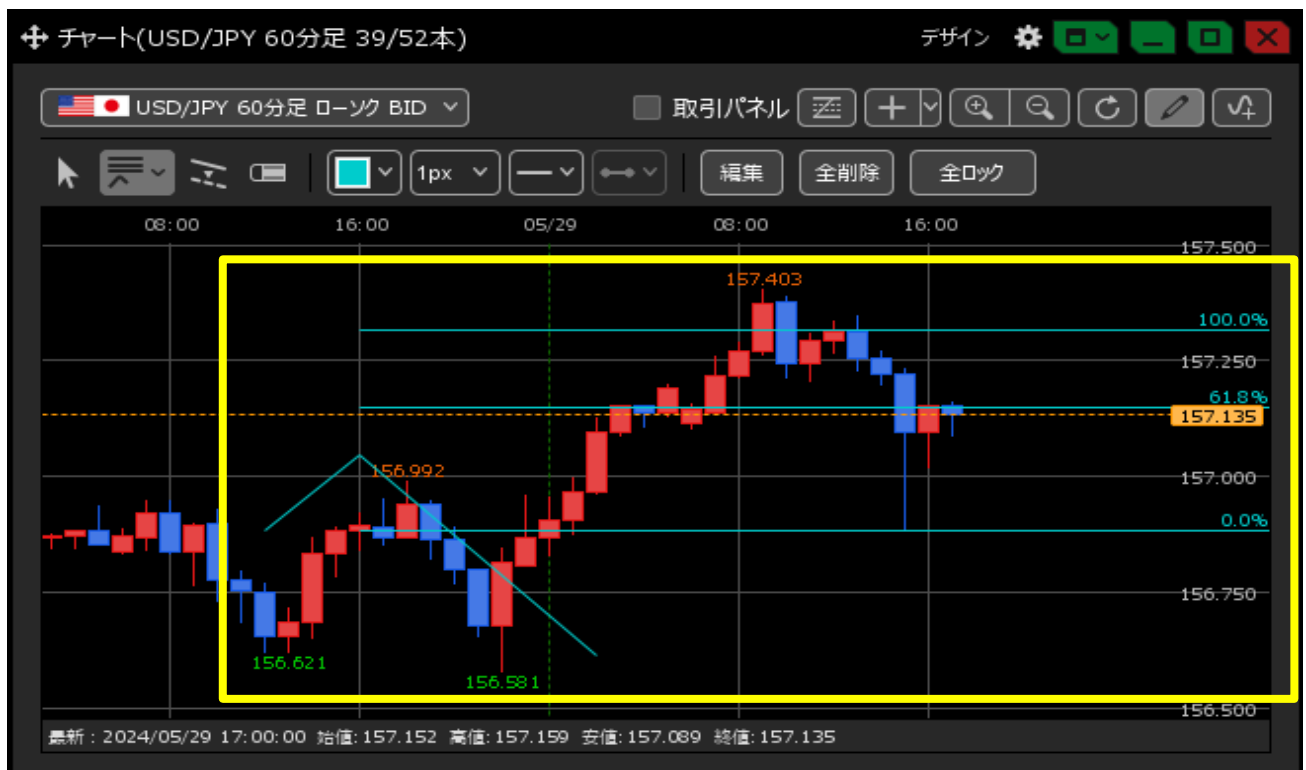 チャート(USD/JPY 60分足 39/52本)
デザイン
USD/JPY 60分足 ローソク BID
取引パネル
1px
編集
全削除
全ロック
08:00 16:00 05/29 08:00 16:00
157.500
157.403
100.0%
157.250
61.8%
157.135
156.992
157.000
0.0%
156.750
156.621
156.581
156.500
最新：2024/05/29 17:00:00 始値:157.152 高値:157.159 安値:157.089 終値:157.135